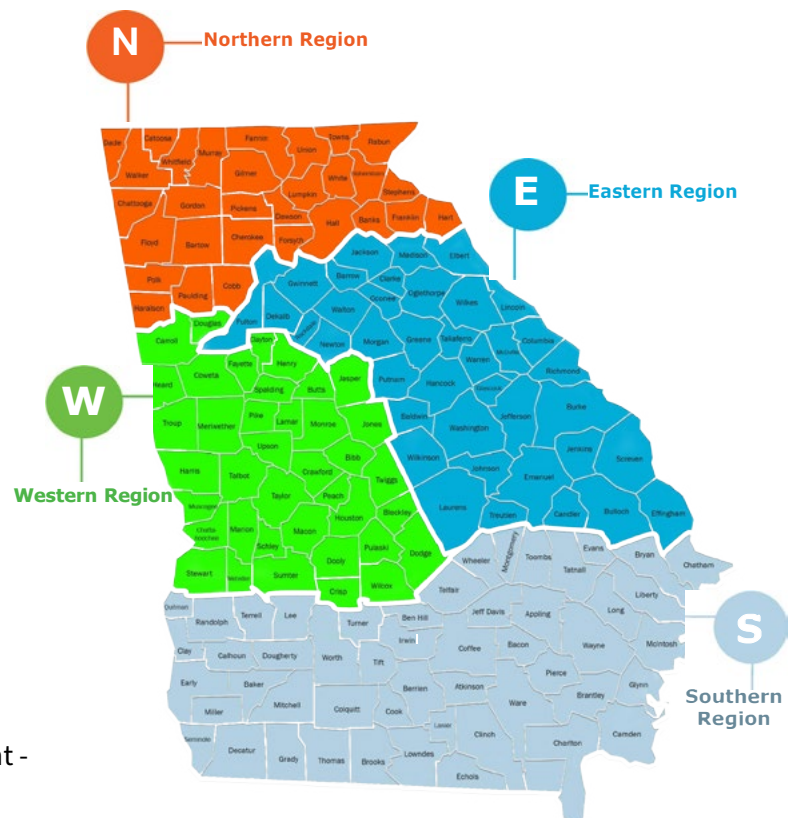 N
Northern Region
Dade
Catoosa
Whitfield
Murray
Fannin
Union
Towns
Rabun
Walker
Gilmer
White
Habersham
Chattooga
Gordon
Pickens
Lumpkin
Stephens
Dawson
Hall
Banks
Franklin
Hart
Floyd
Bartow
Cherokee
Forsyth
Polk
Paulding
Cobb
Haralson
E
Eastern Region
Jackson
Madison
Elbert
Gwinnett
Barrow
Clarke
Oglethorpe
Wilkes
Lincoln
Fulton
Dekalb
Walton
Oconee
Rockdale
Newton
Morgan
Greene
Taliaferro
Columbia
McDuffie
Warren
Richmond
Putnam
Hancock
Baldwin
Washington
Jefferson
Burke
Wilkinson
Johnson
Jenkins
Screven
Emanuel
Laurens
Treutlen
Candler
Bulloch
Effingham
W
Western Region
Carroll
Douglas
Clayton
Fayette
Henry
Heard
Coweta
Spalding
Butts
Jasper
Troup
Meriwether
Pike
Lamar
Monroe
Jones
Upson
Bibb
Harris
Talbot
Crawford
Twiggs
Taylor
Peach
Muscogee
Houston
Bleckley
Chatta-
hoochee
Marion
Macon
Schley
Pulaski
Dodge
Dooly
Stewart
Webster
Sumter
Crisp
Wilcox
S
Southern
Region
Wheeler
Montgomery
Toombs
Evans
Tatnall
Bryan
Chetham
Telfair
Liberty
Quitman
Randolph
Terrell
Lee
Turner
Ben Hill
Jeff Davis
Appling
Long
Irwin
Clay
Calhoun
Dougherty
Worth
Tift
Coffee
Bacon
Wayne
McIntosh
Early
Baker
Berrien
Atkinson
Pierce
Glynn
Miller
Mitchell
Colquitt
Cook
Ware
Brantley
Lanier
Clinch
Charlton
Camden
Seminole
Decatur
Grady
Thomas
Brooks
Lowndes
Echols
t -